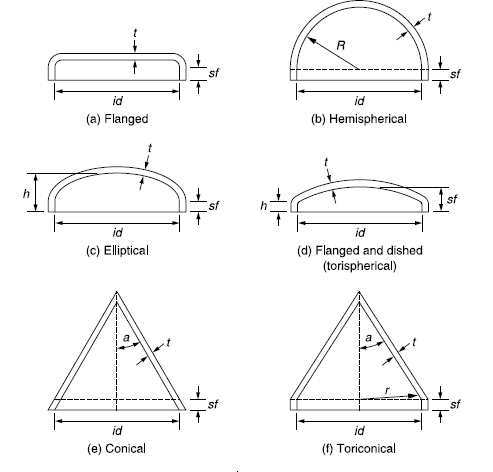 t
sf
id
(a) Flanged
R
t
sf
id
(b) Hemispherical
t
h
sf
id
(c) Elliptical
t
h
sf
id
(d) Flanged and dished
(torispherical)
a
t
sf
id
(e) Conical
a
t
r
sf
id
(f) Toriconical